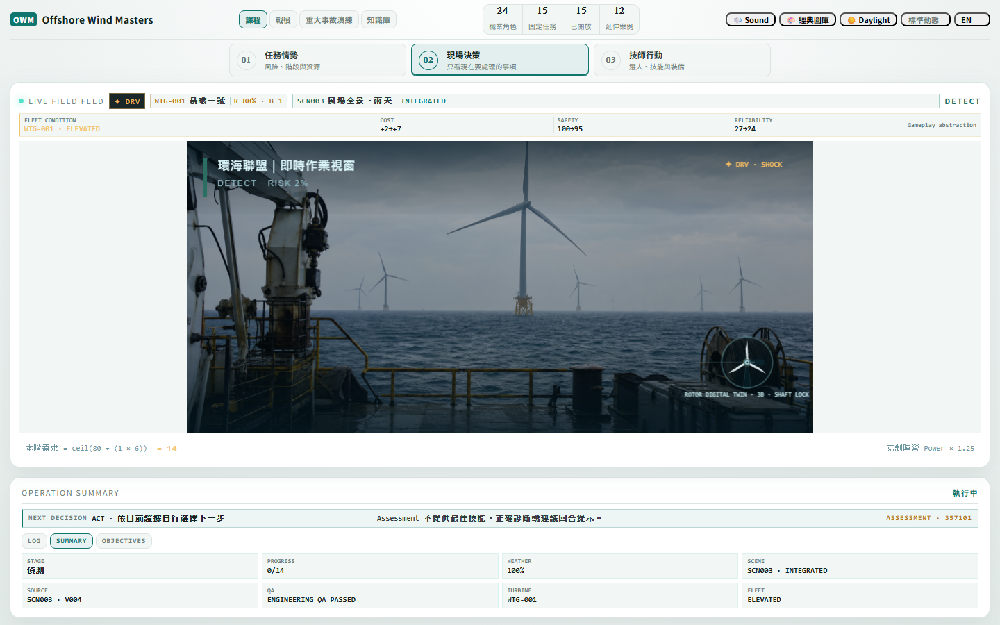 OWM Offshore Wind Masters
課程 戰役 重大事故演練 知識庫
24 職業角色
15 固定任務
15 已開放
12 延伸案例
Sound 經典圖庫 Daylight 標準動態 EN
01 任務情勢
風險、階段與資源
02 現場決策
只看現在要處理的事項
03 技師行動
選人、技能與裝備
LIVE FIELD FEED ✦ DRV WTG-001 晨曦一號 R 88% · B 1 SCN003 風場全景・雨天 INTEGRATED DETECT
FLEET CONDITION
WTG-001 · ELEVATED
COST
+2→+7
SAFETY
100→95
RELIABILITY
27→24
Gameplay abstraction
環海聯盟｜即時作業視窗
DETECT · RISK 2%
✦ DRV · SHOCK
ROTOR DIGITAL TWIN · 3B · SHAFT LOCK
本階需求 = ceil(80 ÷ (1 × 6)) = 14
克制陣營 Power × 1.25
OPERATION SUMMARY 執行中
NEXT DECISION ACT · 依目前證據自行選擇下一步 Assessment 不提供最佳技能、正確診斷或建議回合提示。 ASSESSMENT · 357101
LOG SUMMARY OBJECTIVES
STAGE
偵測
PROGRESS
0/14
WEATHER
100%
SCENE
SCN003 · INTEGRATED
SOURCE
SCN003 · V004
QA
ENGINEERING QA PASSED
TURBINE
WTG-001
FLEET
ELEVATED